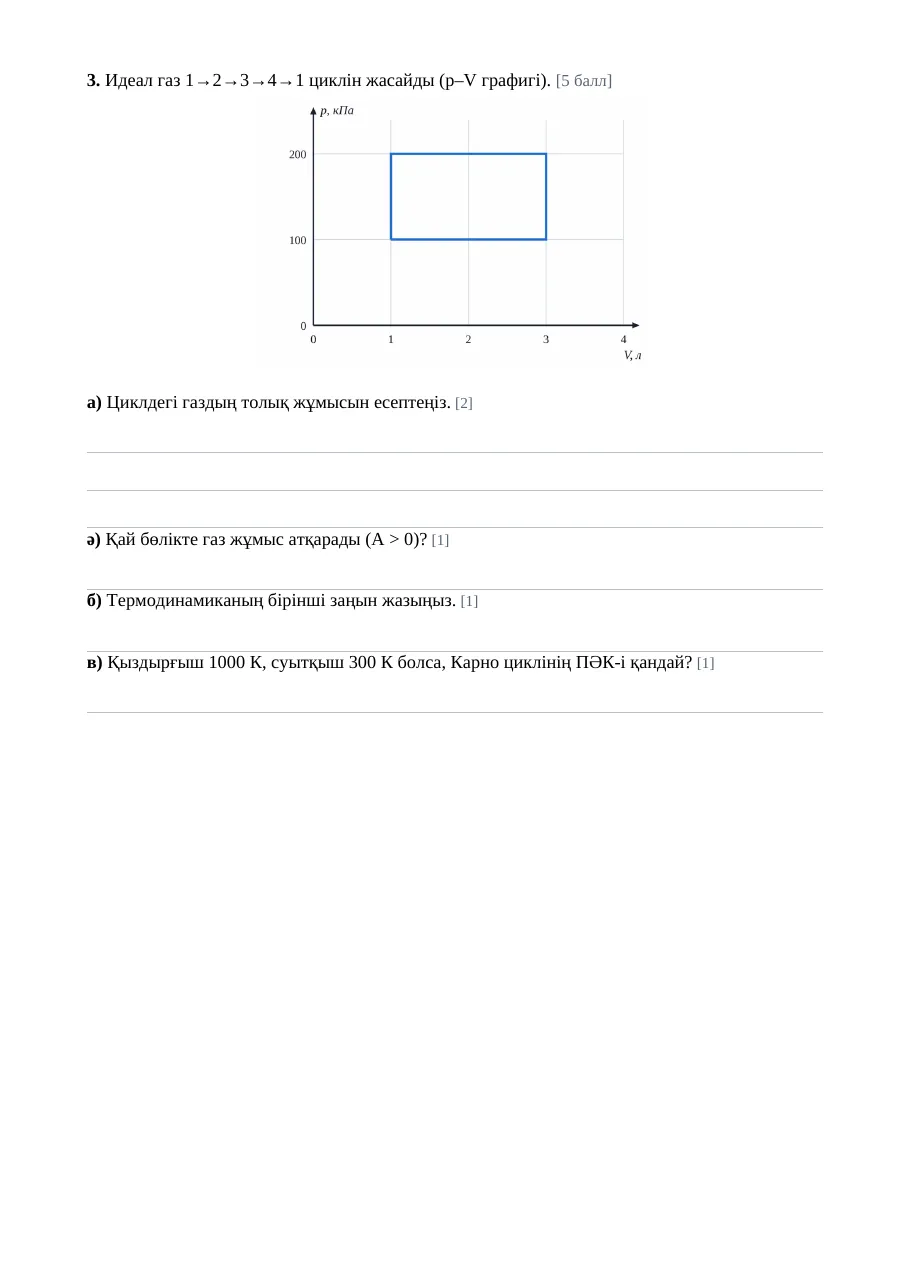 3. Идеал газ 1→2→3→4→1 циклін жасайды (p–V графигі). [5 балл]
p, кПа
200
100
0
0 1 2 3 4
V, л
а) Циклдегі газдың толық жұмысын есептеңіз. [2]
ә) Қай бөлікте газ жұмыс атқарады (A > 0)? [1]
б) Термодинамиканың бірінші заңын жазыңыз. [1]
в) Қыздырғыш 1000 К, суытқыш 300 К болса, Карно циклінің ПӘК-і қандай? [1]